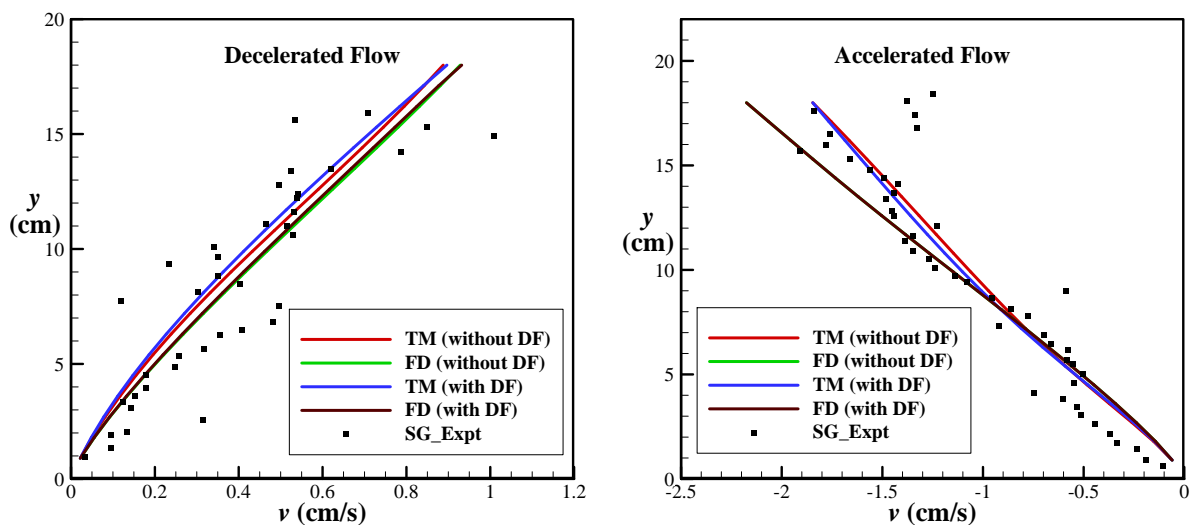 Decelerated Flow
20
15
10
5
0
y
(cm)
TM (without DF)
FD (without DF)
TM (with DF)
FD (with DF)
SG_Expt
0
0.2
0.4
0.6
0.8
1
1.2
v (cm/s)
Accelerated Flow
20
15
10
5
0
y
(cm)
TM (without DF)
FD (without DF)
TM (with DF)
FD (with DF)
SG_Expt
-2.5
-2
-1.5
-1
-0.5
0
v (cm/s)